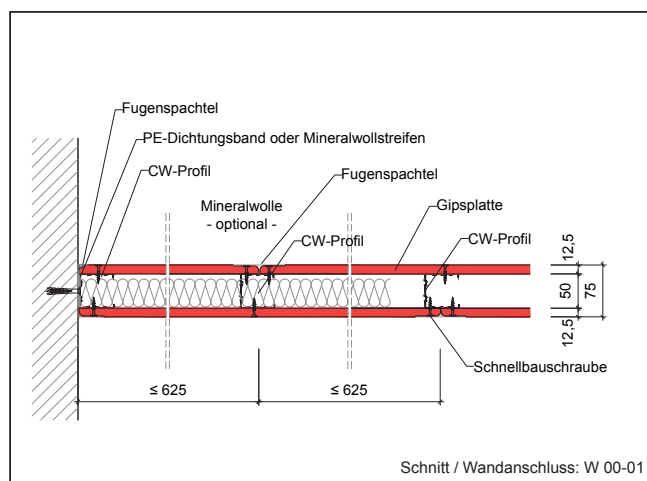 Fugenspachtel
PE-Dichtungsband oder Mineralwollstreifen
CW-Profil
Fugenspachtel
Mineralwolle
- optional -
Gipsplatte
CW-Profil
CW-Profil
12,5
50
75
12,5
Schnellbauschraube
≤ 625
≤ 625
Schnitt / Wandanschluss: W 00-01